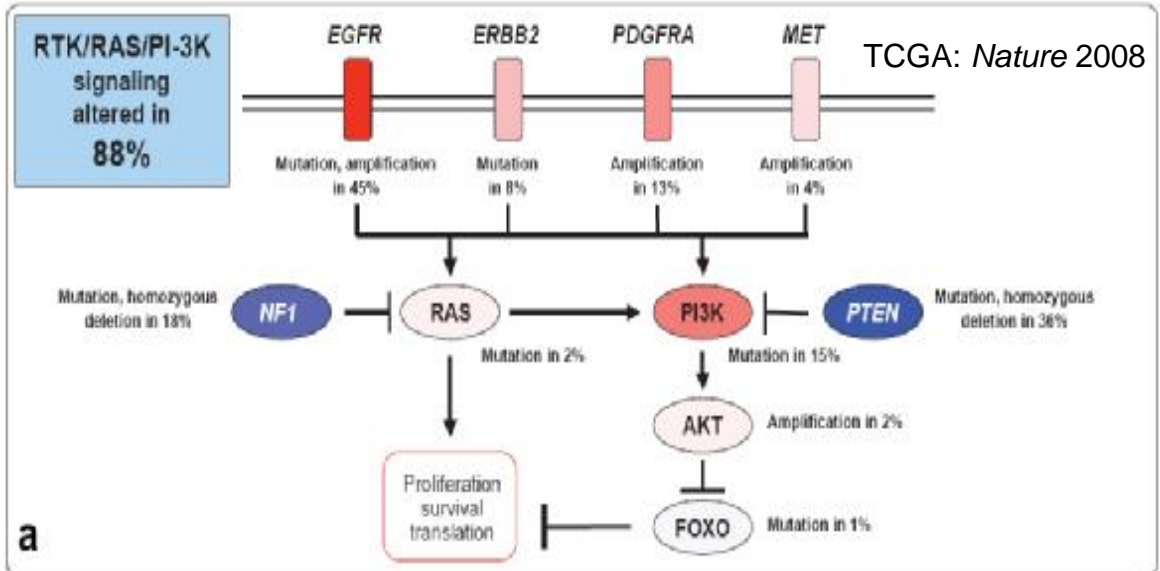 RTK/RAS/PI-3K
signaling
altered in
88%
EGFR
ERBB2
PDGFRA
MET
TCGA: Nature 2008
Mutation, amplification
in 45%
Mutation
in 8%
Amplification
in 13%
Amplification
in 4%
Mutation, homozygous
deletion in 18%
NF1
RAS
PI3K
PTEN
Mutation, homozygous
deletion in 36%
Mutation in 2%
Mutation in 15%
AKT
Amplification in 2%
Proliferation
survival
translation
FOXO
Mutation in 1%
a